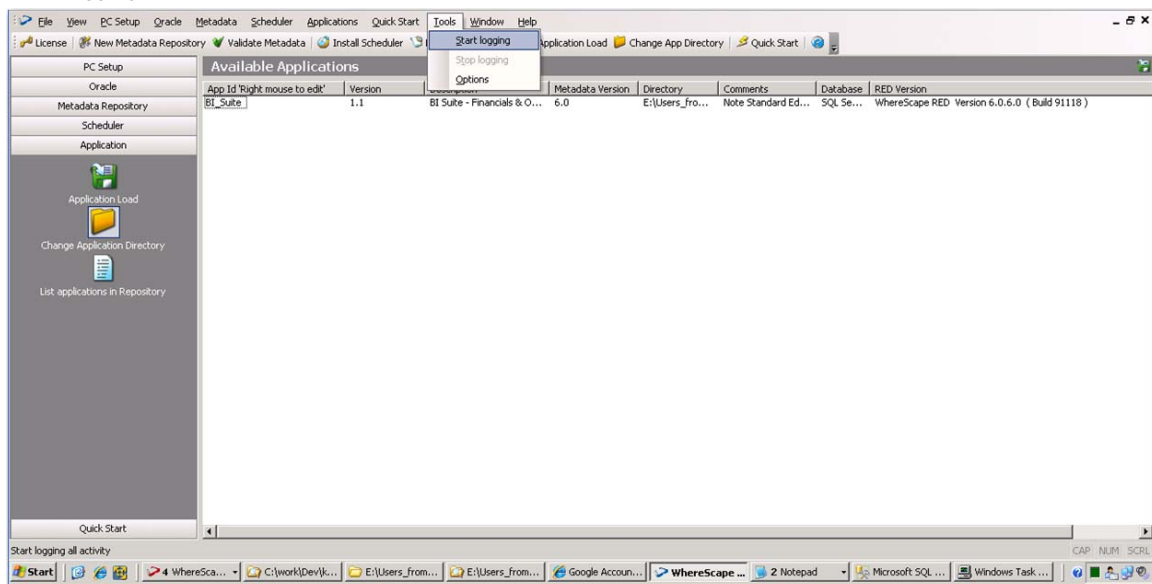 File View PC Setup Oracle Metadata Scheduler Applications Quick Start Tools Window Help
License New Metadata Repository Validate Metadata Install Scheduler Application Load Change App Directory Quick Start
Start logging
Stop logging
Options
PC Setup
Oracle
Metadata Repository
Scheduler
Application
Application Load
Change Application Directory
List applications in Repository
Quick Start
Available Applications
App Id 'Right mouse to edit' Version Metadata Version Directory Comments Database RED Version
BI_Suite 1.1 BI Suite - Financials & O... 6.0 E:\Users_fro... Note Standard Ed... SQL Se... WhereScape RED Version 6.0.6.0 ( Build 91118 )
Start logging all activity
CAP NUM SCRL
Start 4 WhereSca... C:\work\Dev\k... E:\Users_from... E:\Users_from... Google Accoun... WhereScape ... 2 Notepad Microsoft SQL ... Windows Task ...